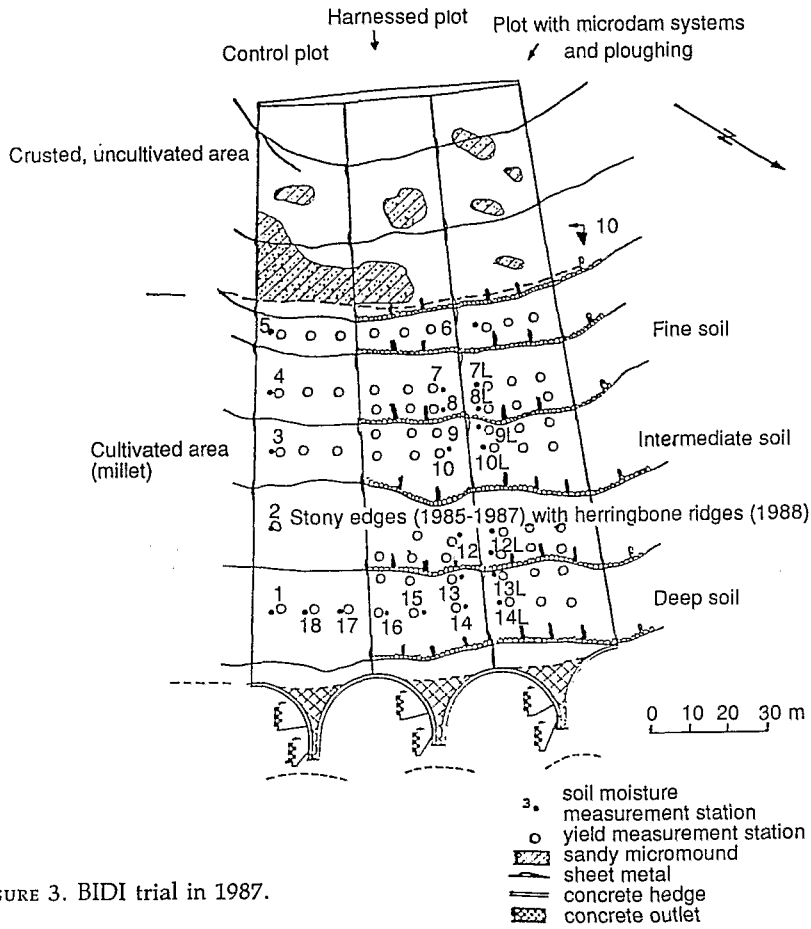 Harnessed plot
Control plot
Plot with microdam systems
and ploughing
N
Crusted, uncultivated area
10
5
6
Fine soil
4
7
7L
8
8L
Cultivated area
(millet)
3
9
9L
10
10L
Intermediate soil
2
Stony edges (1985-1987) with herringbone ridges (1988)
12
12L
1
18
17
16
15
13
14
13L
14L
Deep soil
0 10 20 30 m
3. soil moisture
measurement station
yield measurement station
sandy micromound
sheet metal
concrete hedge
concrete outlet
GURE 3. BIDI trial in 1987.